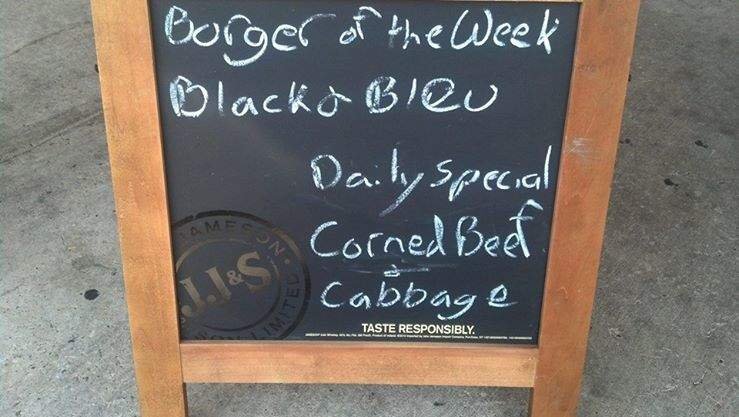 Burger of the Week
Black & Bleu
Daily Special
Corned Beef
&
Cabbage
JAMESON
J.J&S
LIMITED
TASTE RESPONSIBLY.